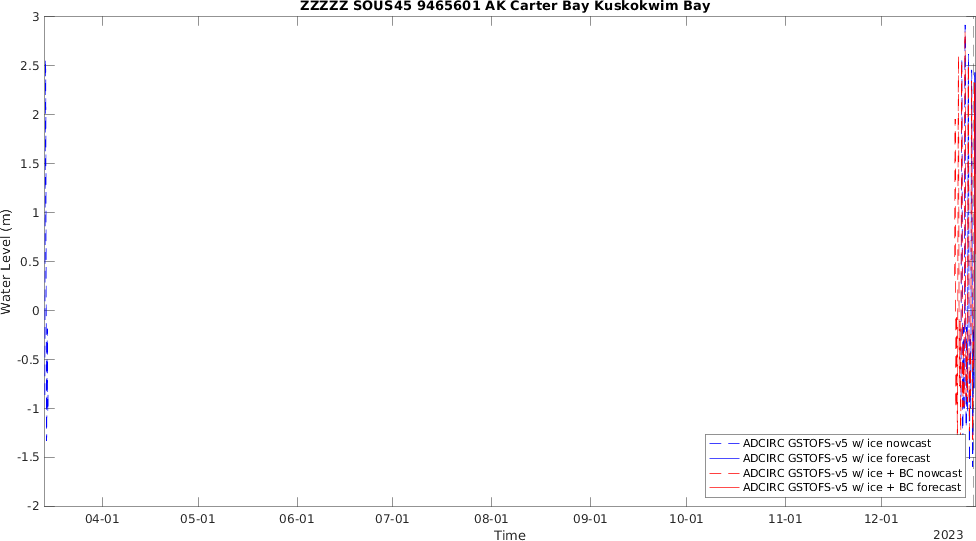 ZZZZZ SOUS45 9465601 AK Carter Bay Kuskokwim Bay
3
2.5
2
1.5
1
0.5
0
-0.5
-1
-1.5
-2
Water Level (m)
04-01 05-01 06-01 07-01 08-01 09-01 10-01 11-01 12-01
Time
2023
ADCIRC GSTOFS-v5 w/ ice nowcast
ADCIRC GSTOFS-v5 w/ ice forecast
ADCIRC GSTOFS-v5 w/ ice + BC nowcast
ADCIRC GSTOFS-v5 w/ ice + BC forecast